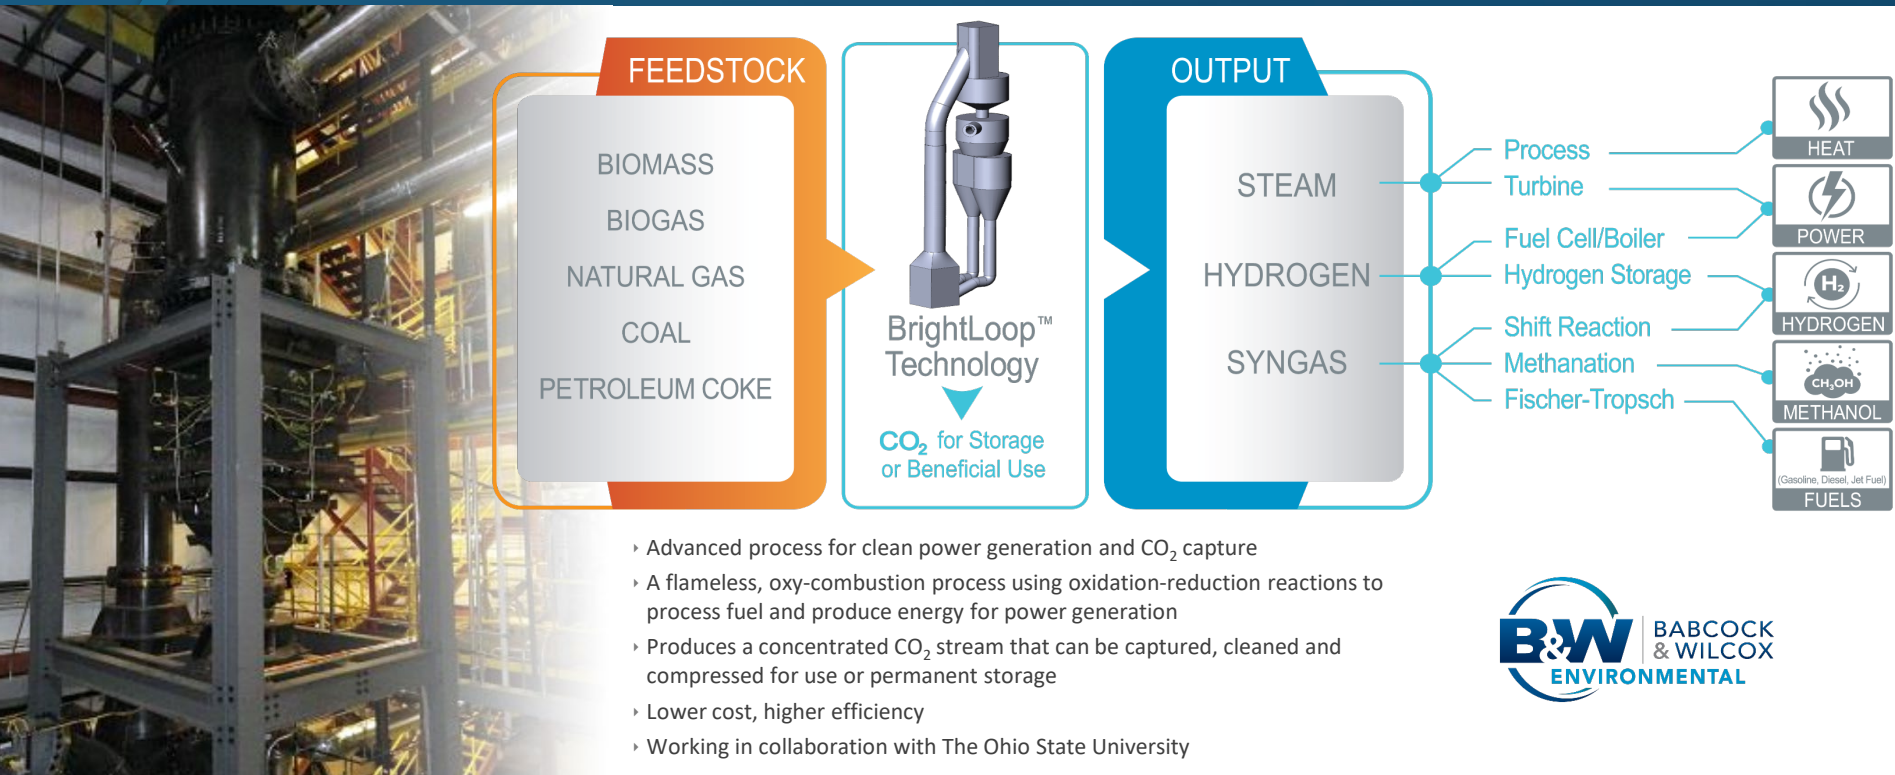 FEEDSTOCK
BIOMASS
BIOGAS
NATURAL GAS
COAL
PETROLEUM COKE
BrightLoop™
Technology
CO₂ for Storage
or Beneficial Use
OUTPUT
STEAM
HYDROGEN
SYNGAS
Process
Turbine
Fuel Cell/Boiler
Hydrogen Storage
Shift Reaction
Methanation
Fischer-Tropsch
HEAT
POWER
H₂
HYDROGEN
CH₃OH
METHANOL
(Gasoline, Diesel, Jet Fuel)
FUELS
‣ Advanced process for clean power generation and CO₂ capture
‣ A flameless, oxy-combustion process using oxidation-reduction reactions to
process fuel and produce energy for power generation
‣ Produces a concentrated CO₂ stream that can be captured, cleaned and
compressed for use or permanent storage
‣ Lower cost, higher efficiency
‣ Working in collaboration with The Ohio State University
B&W
BABCOCK
& WILCOX
ENVIRONMENTAL